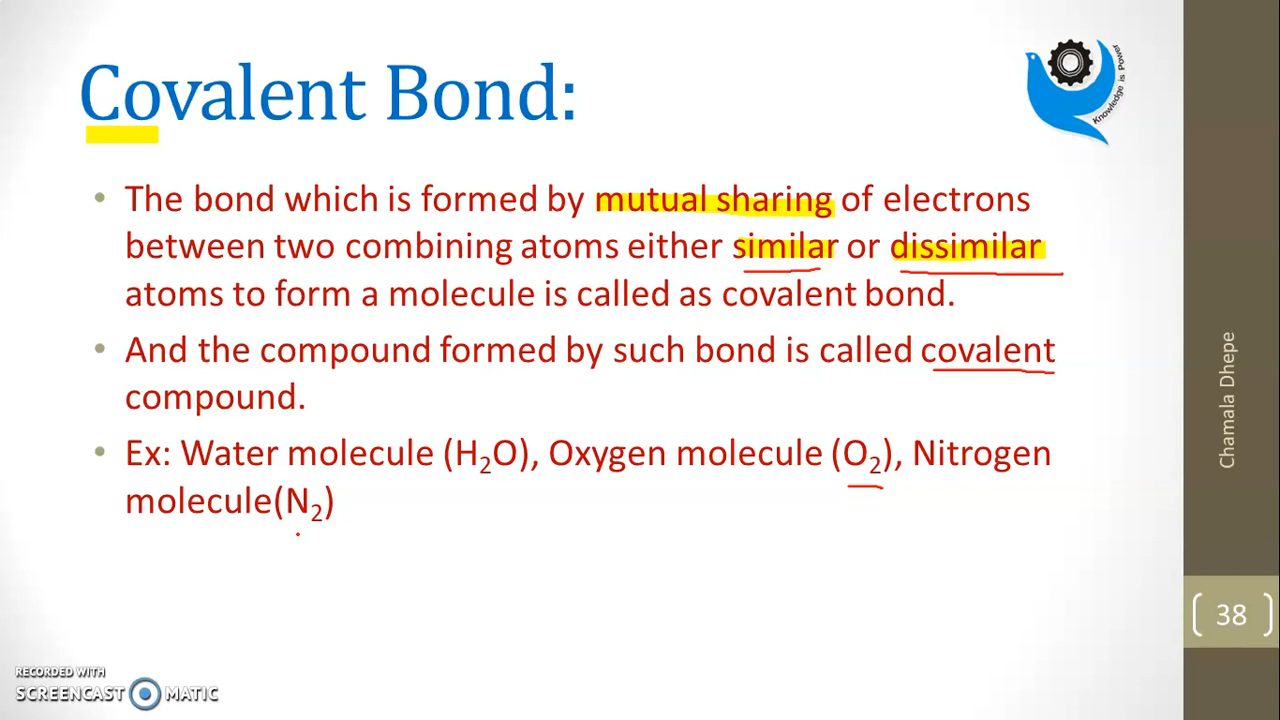 Covalent Bond:
Knowledge is Power
• The bond which is formed by mutual sharing of electrons
between two combining atoms either similar or dissimilar
atoms to form a molecule is called as covalent bond.
• And the compound formed by such bond is called covalent
compound.
• Ex: Water molecule (H₂O), Oxygen molecule (O₂), Nitrogen
molecule(N₂)
Chamala Dhepe
38
RECORDED WITH
SCREENCAST MATIC